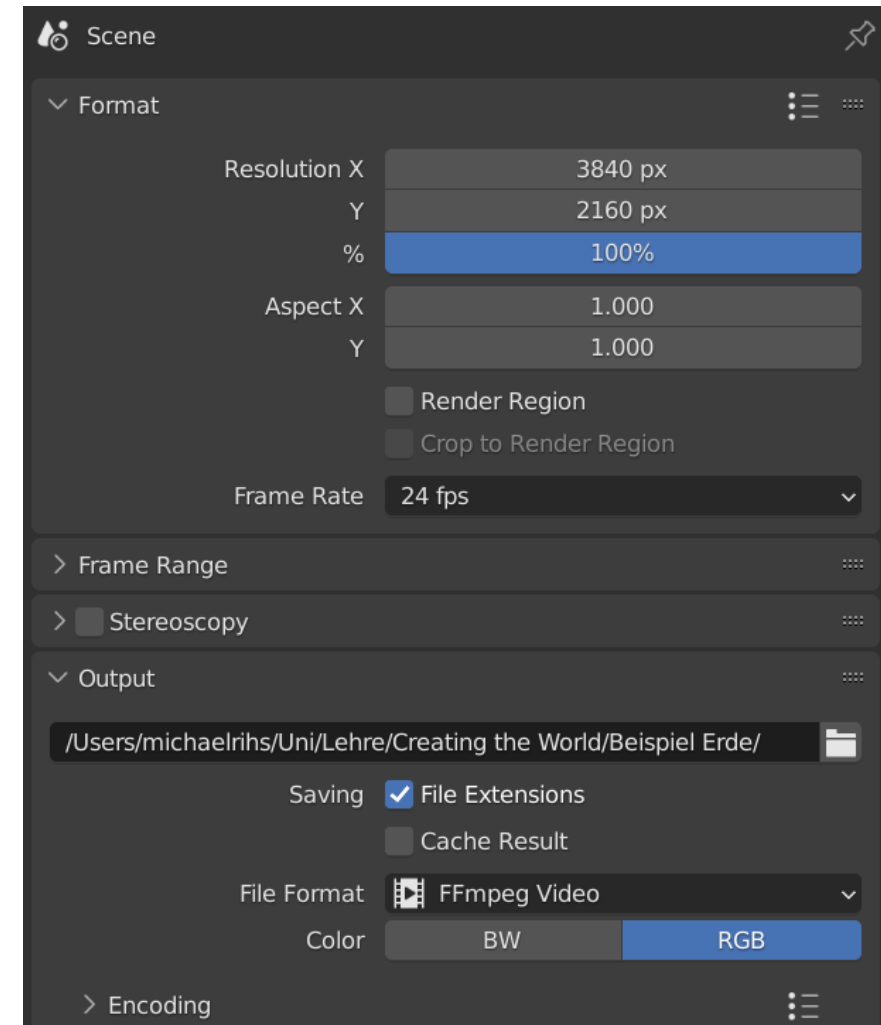 Scene
Format
Resolution X 3840 px
Y 2160 px
% 100%
Aspect X 1.000
Y 1.000
Render Region
Crop to Render Region
Frame Rate 24 fps
Frame Range
Stereoscopy
Output
/Users/michaelrihs/Uni/Lehre/Creating the World/Beispiel Erde/
Saving File Extensions
Cache Result
File Format FFmpeg Video
Color BW RGB
Encoding